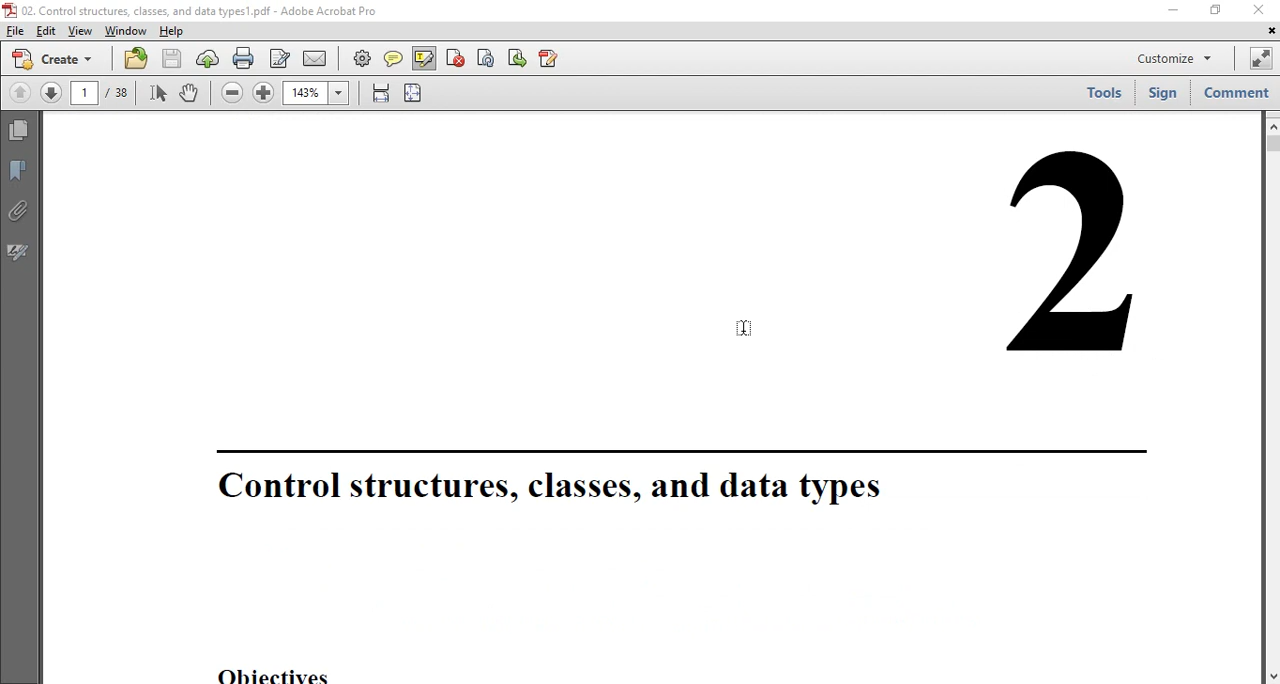 02. Control structures, classes, and data types1.pdf - Adobe Acrobat Pro
File Edit View Window Help
Create Customize
1 / 38 143% Tools Sign Comment
2
Control structures, classes, and data types
Objectives